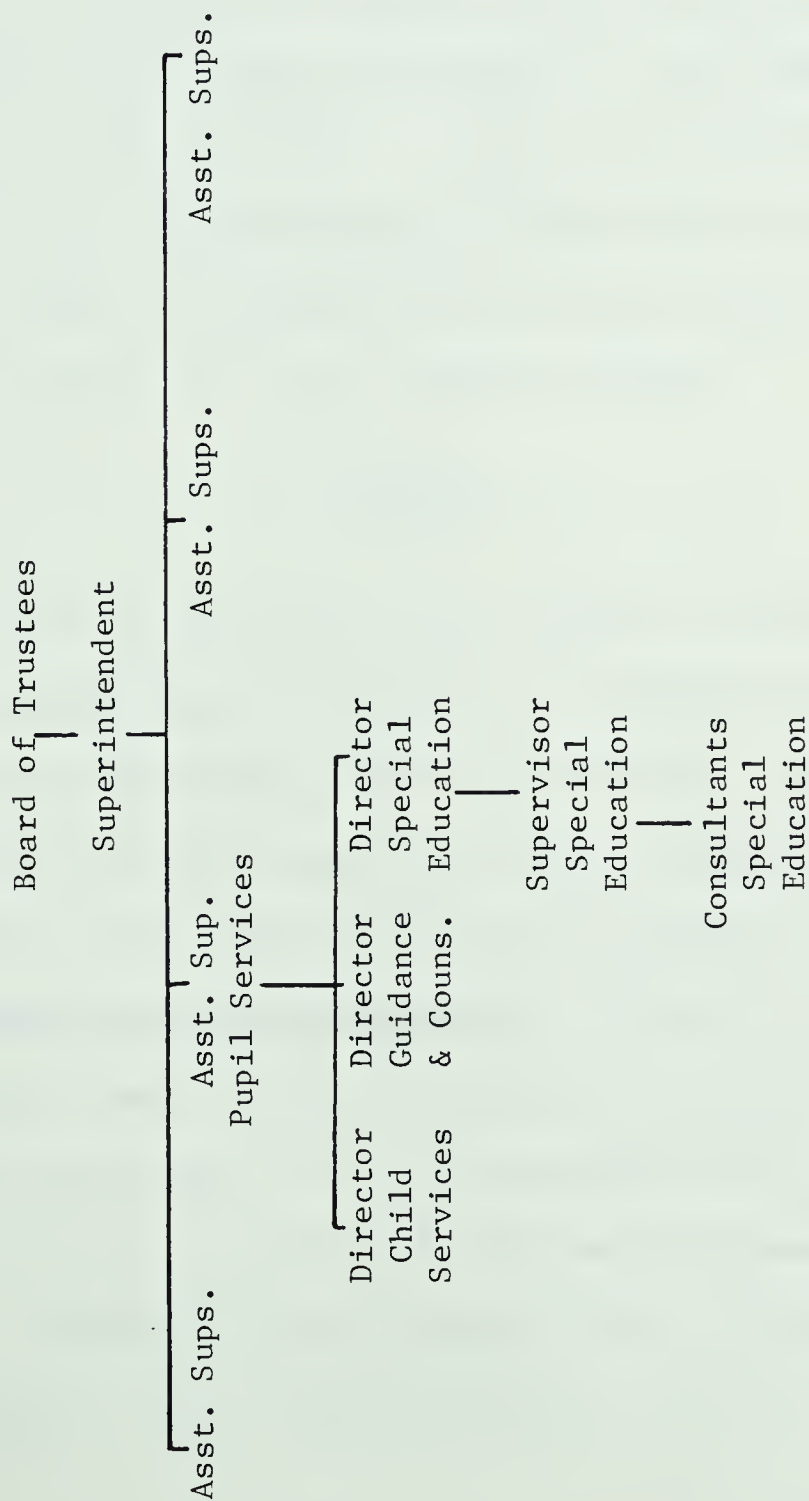 Board of Trustees
Superintendent
Asst. Sups.
Asst. Sup.
Pupil Services
Asst. Sups.
Asst. Sups.
Director
Child
Services
Director
Guidance
& Couns.
Director
Special
Education
Supervisor
Special
Education
Consultants
Special
Education